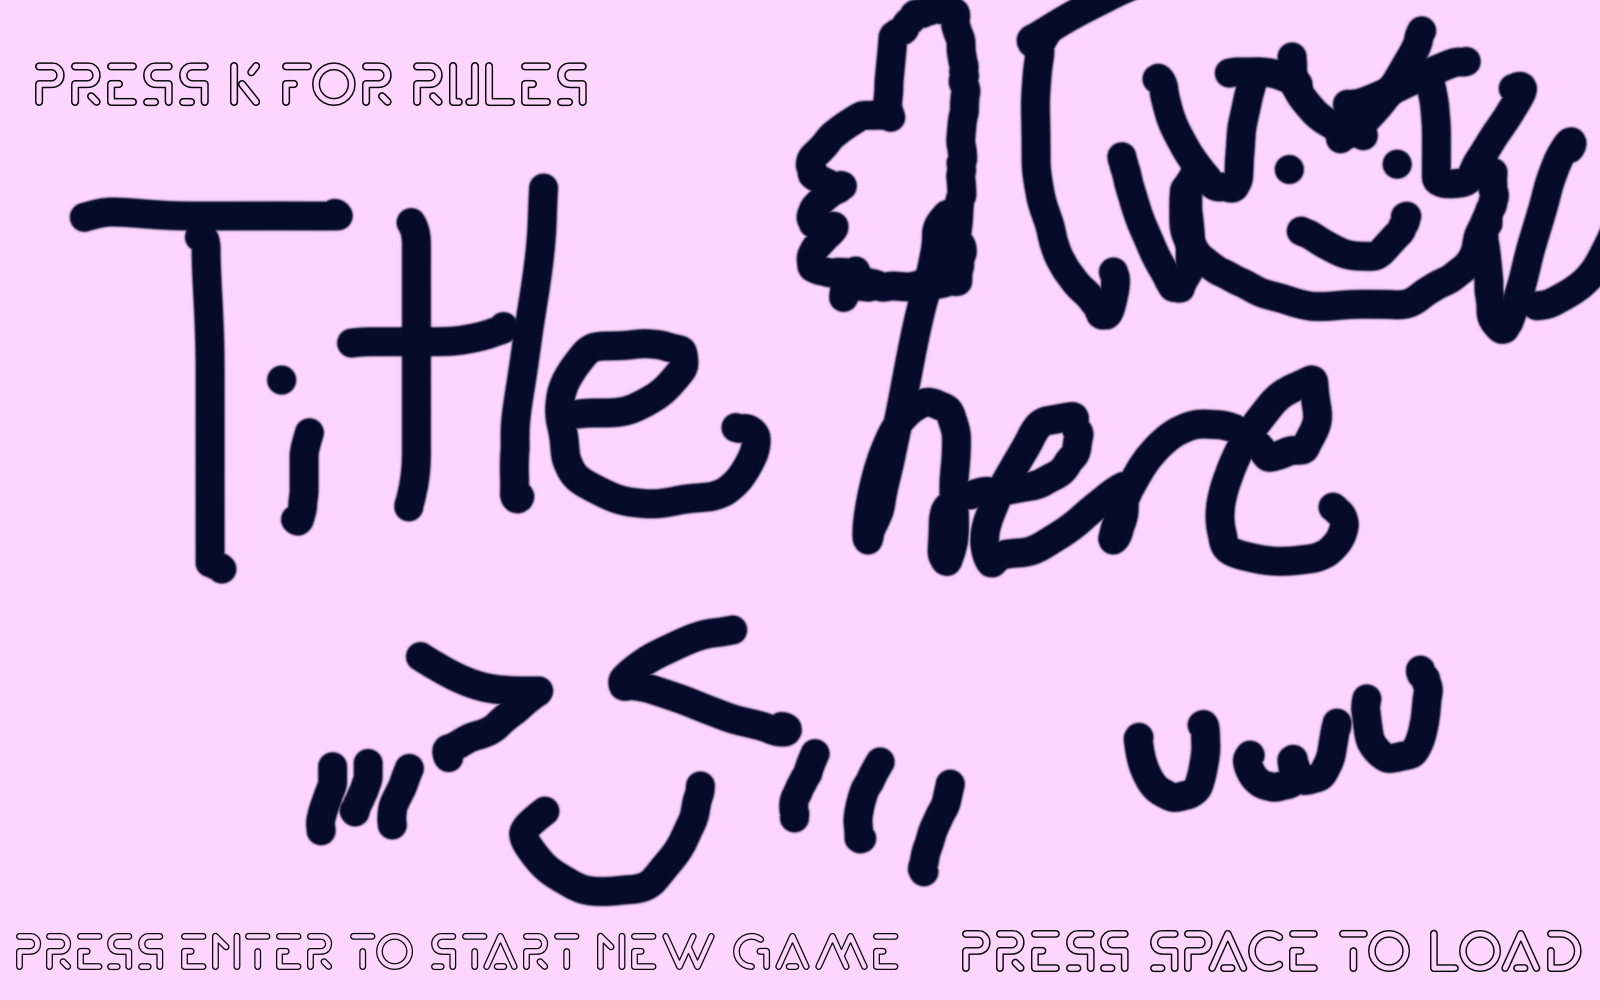 PRESS K FOR RULES
Title here
uwu
PRESS ENTER TO START NEW GAME
PRESS SPACE TO LOAD